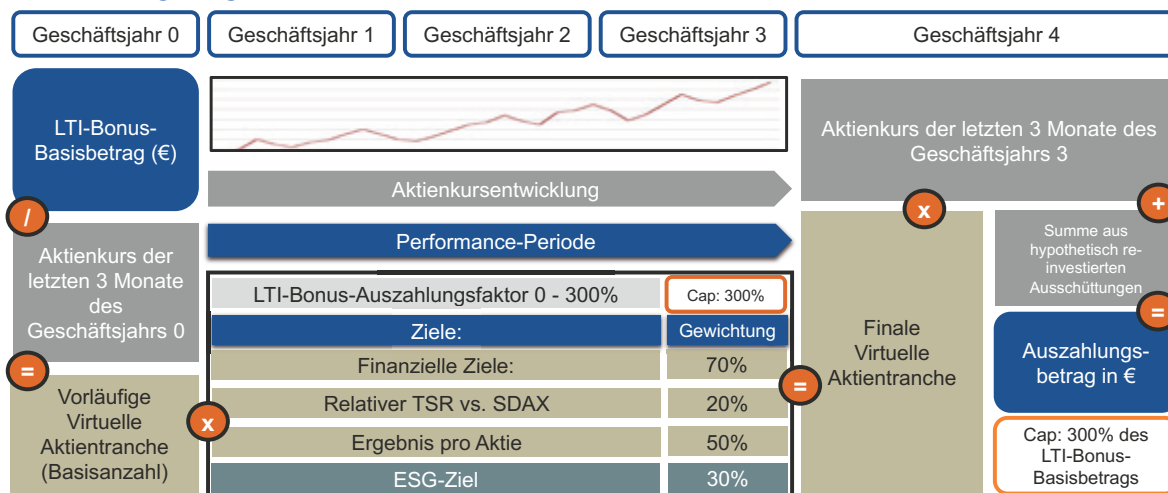 Geschäftsjahr 0
Geschäftsjahr 1
Geschäftsjahr 2
Geschäftsjahr 3
Geschäftsjahr 4
LTI-Bonus-
Basisbetrag (€)
/
Aktienkurs der
letzten 3 Monate
des
Geschäftsjahrs 0
=
Vorläufige
Virtuelle
Aktientranche
(Basisanzahl)
x
Aktienkursentwicklung
Performance-Periode
LTI-Bonus-Auszahlungsfaktor 0 - 300%
Cap: 300%
Ziele:
Gewichtung
Finanzielle Ziele:
70%
Relativer TSR vs. SDAX
20%
Ergebnis pro Aktie
50%
ESG-Ziel
30%
=
Aktienkurs der letzten 3 Monate des
Geschäftsjahrs 3
x
+
Finale
Virtuelle
Aktientranche
Summe aus
hypothetisch re-
investierten
Ausschüttungen
=
Auszahlungs-
betrag in €
Cap: 300% des
LTI-Bonus-
Basisbetrags